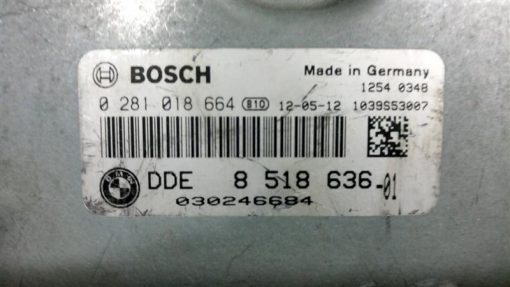 BOSCH Made in Germany
1254 0348
0 281 018 664 B10 12-05-12 1039S53007
DDE 8 518 636-01
030246684